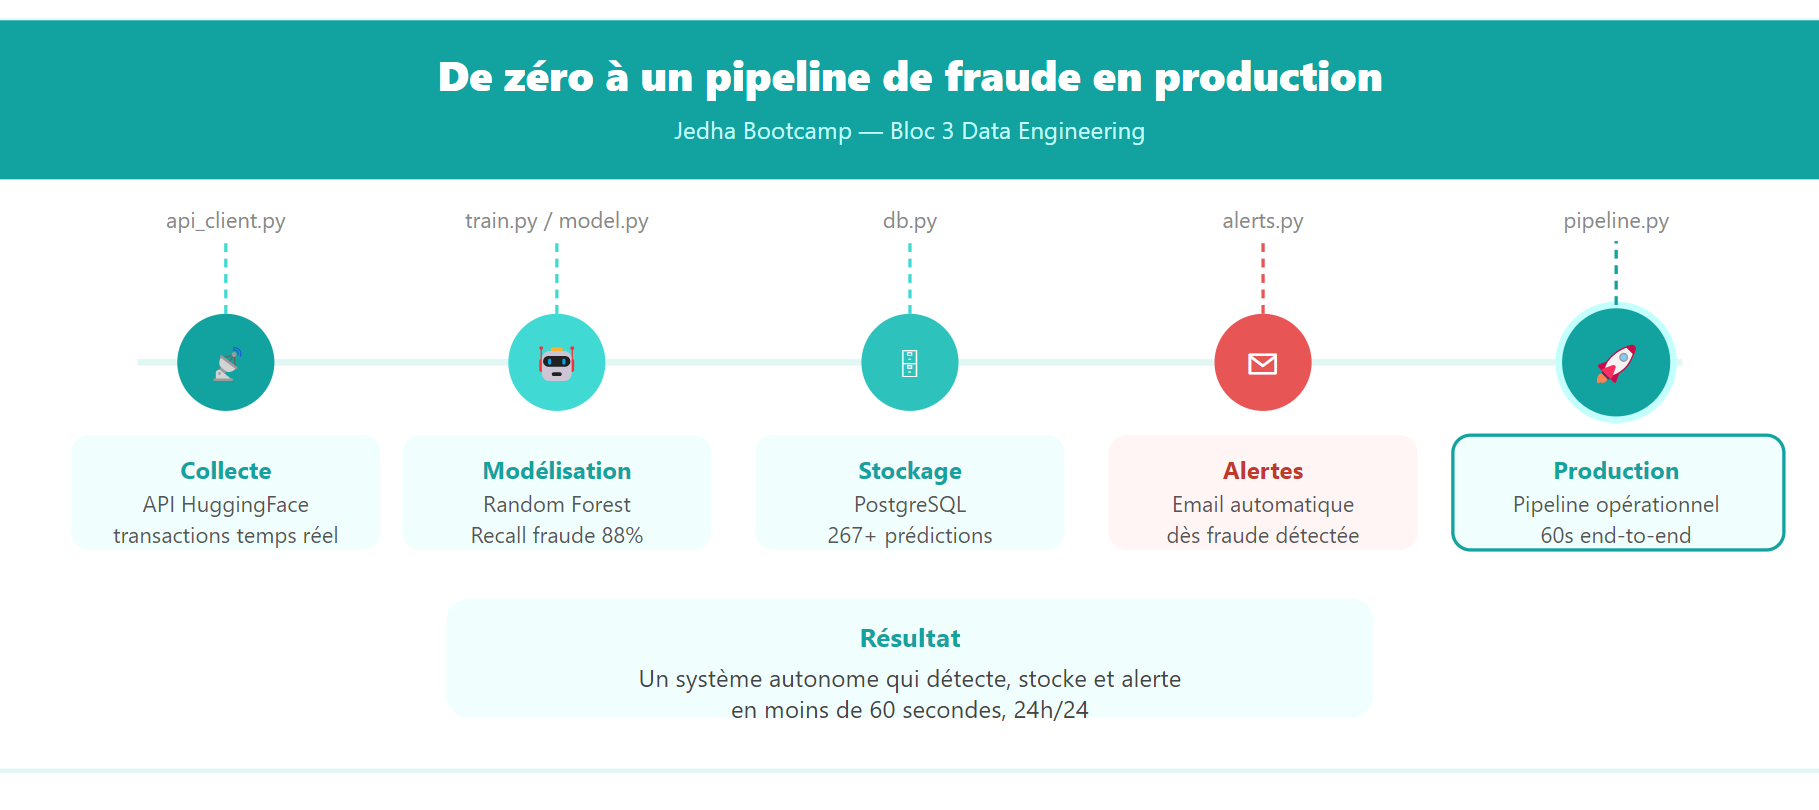 De zéro à un pipeline de fraude en production
Jedha Bootcamp — Bloc 3 Data Engineering
api_client.py
train.py / model.py
db.py
alerts.py
pipeline.py
Collecte
API HuggingFace
transactions temps réel
Modélisation
Random Forest
Recall fraude 88%
Stockage
PostgreSQL
267+ prédictions
Alertes
Email automatique
dès fraude détectée
Production
Pipeline opérationnel
60s end-to-end
Résultat
Un système autonome qui détecte, stocke et alerte
en moins de 60 secondes, 24h/24